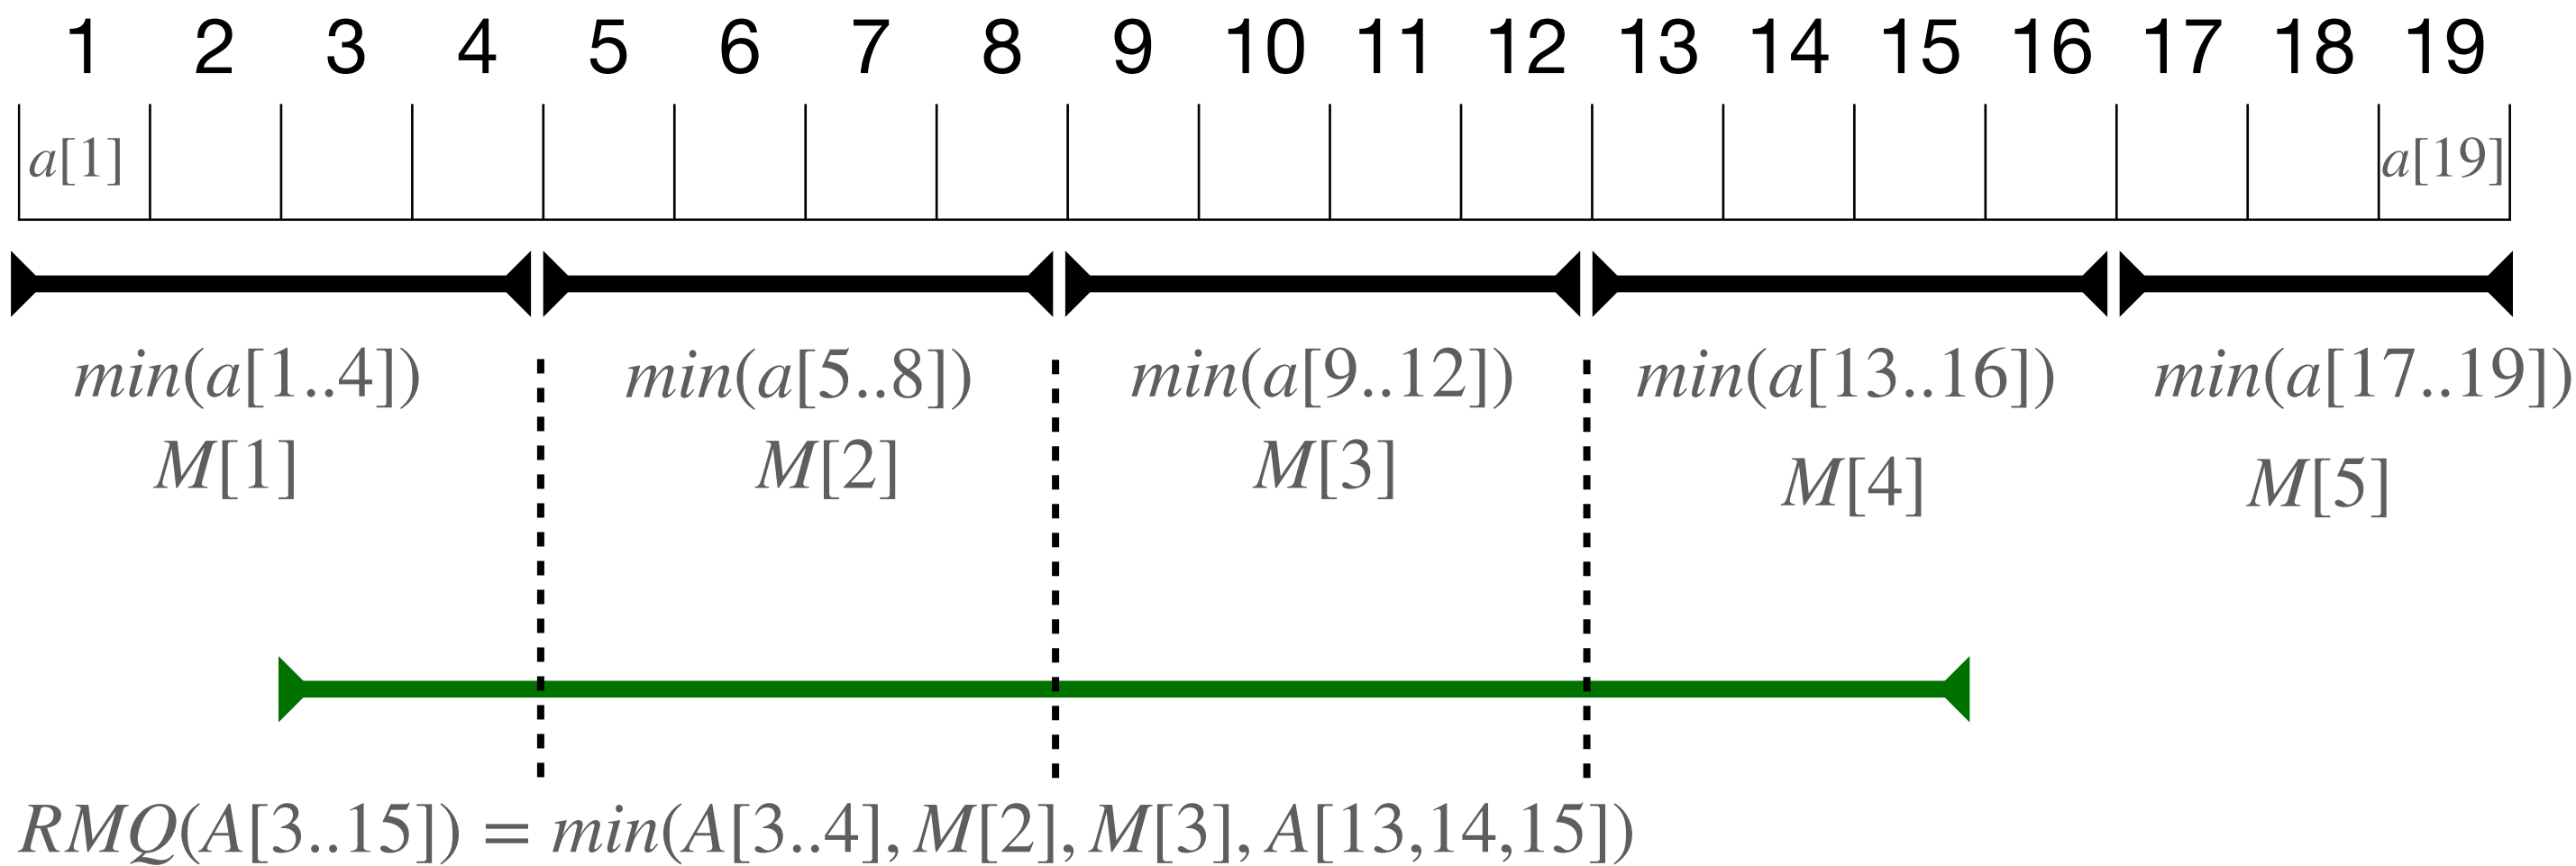 1 2 3 4 5 6 7 8 9 10 11 12 13 14 15 16 17 18 19
a[1] a[19]
min(a[1..4]) min(a[5..8]) min(a[9..12]) min(a[13..16]) min(a[17..19])
M[1] M[2] M[3] M[4] M[5]
RMQ(A[3..15]) = min(A[3..4], M[2], M[3], A[13,14,15])